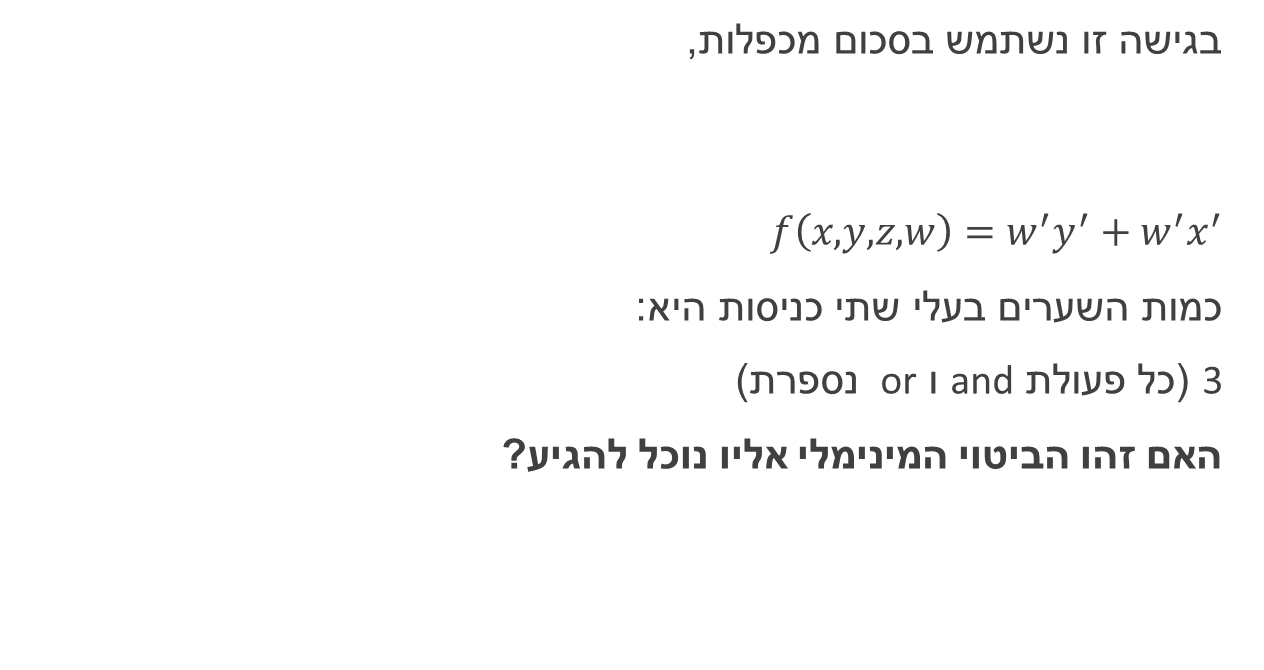 בגישה זו נשתמש בסכום מכפלות,
f(x,y,z,w) = w′y′ + w′x′
כמות השערים בעלי שתי כניסות היא:
3 (כל פעולת and ו or נספרת)
האם זהו הביטוי המינימלי אליו נוכל להגיע?